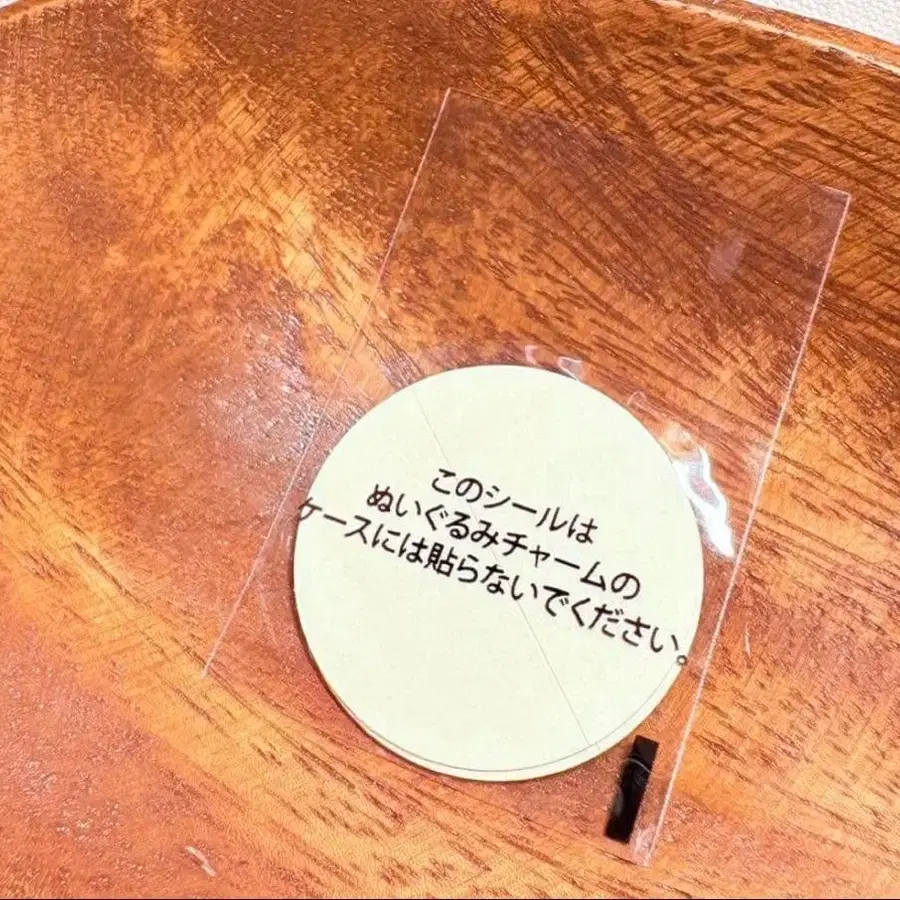 このシールは
ぬいぐるみチャームの
ケースには貼らないでください。